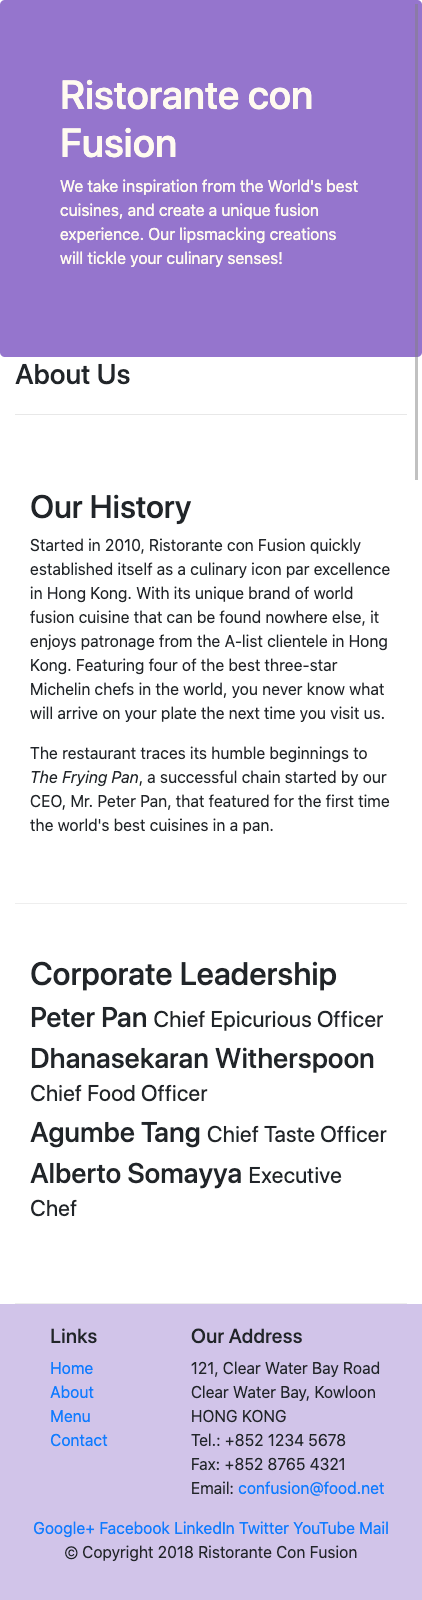 Ristorante con
Fusion
We take inspiration from the World's best
cuisines, and create a unique fusion
experience. Our lipsmacking creations
will tickle your culinary senses!
About Us
Our History
Started in 2010, Ristorante con Fusion quickly
established itself as a culinary icon par excellence
in Hong Kong. With its unique brand of world
fusion cuisine that can be found nowhere else, it
enjoys patronage from the A-list clientele in Hong
Kong. Featuring four of the best three-star
Michelin chefs in the world, you never know what
will arrive on your plate the next time you visit us.
The restaurant traces its humble beginnings to
The Frying Pan, a successful chain started by our
CEO, Mr. Peter Pan, that featured for the first time
the world's best cuisines in a pan.
Corporate Leadership
Peter Pan Chief Epicurious Officer
Dhanasekaran Witherspoon
Chief Food Officer
Agumbe Tang Chief Taste Officer
Alberto Somayya Executive
Chef
Links
Home
About
Menu
Contact
Our Address
121, Clear Water Bay Road
Clear Water Bay, Kowloon
HONG KONG
Tel.: +852 1234 5678
Fax: +852 8765 4321
Email: confusion@food.net
Google+ Facebook LinkedIn Twitter YouTube Mail
© Copyright 2018 Ristorante Con Fusion